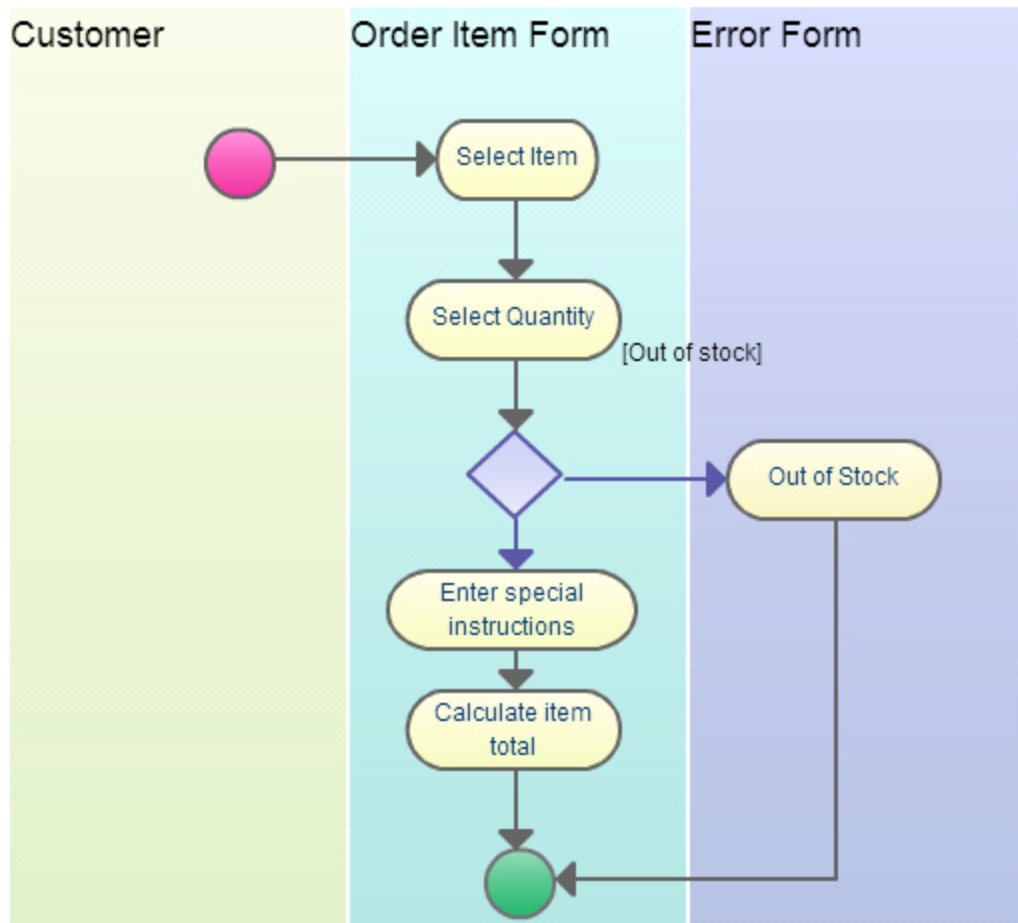 Customer
Order Item Form
Error Form
Select Item
Select Quantity
[Out of stock]
Out of Stock
Enter special
instructions
Calculate item
total